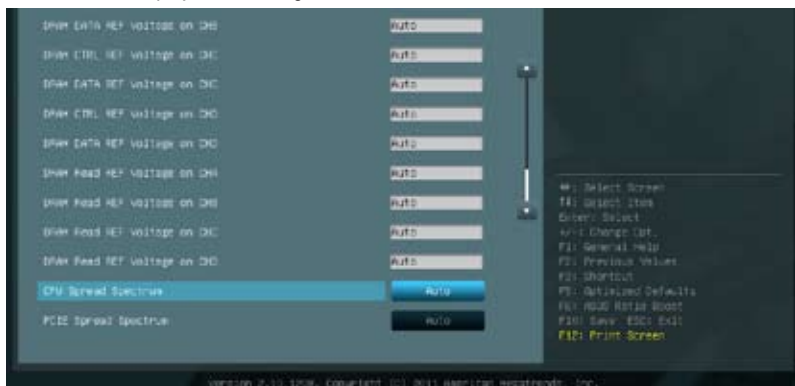 DRAM DATA REF Voltage on CHB
Auto
DRAM CTRL REF Voltage on CHC
Auto
DRAM DATA REF Voltage on CHC
Auto
DRAM CTRL REF Voltage on CHD
Auto
DRAM DATA REF Voltage on CHD
Auto
DRAM Read REF Voltage on CHA
Auto
DRAM Read REF Voltage on CHB
Auto
DRAM Read REF Voltage on CHC
Auto
DRAM Read REF Voltage on CHD
Auto
CPU Spread Spectrum
Auto
PCIE Spread Spectrum
Auto
Select Screen
Select Item
Enter: Select
+/-: Change Opt.
F1: General Help
F2: Previous Values
F3: Shortcut
F5: Optimized Defaults
F6: ASUS Ratio Boost
F10: Save ESC: Exit
F12: Print Screen
Version 2.10.1208. Copyright (C) 2011 American Megatrends, Inc.